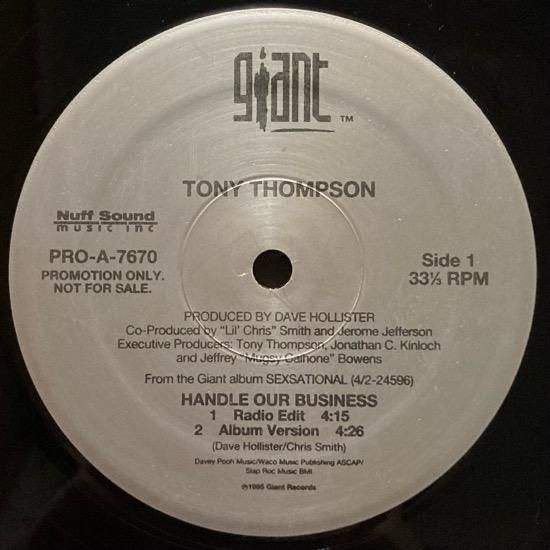 giant ™
TONY THOMPSON
Nuff Sound
music inc
PRO-A-7670
PROMOTION ONLY.
NOT FOR SALE.
Side 1
33⅓ RPM
PRODUCED BY DAVE HOLLISTER
Co-Produced by "Lil' Chris" Smith and Jerome Jefferson
Executive Producers: Tony Thompson, Jonathan C. Kinloch
and Jeffrey "Mugsy Calhone" Bowens
From the Giant album SEXSATIONAL (4/2-24596)
HANDLE OUR BUSINESS
1 Radio Edit 4:15
2 Album Version 4:26
(Dave Hollister/Chris Smith)
Davey Pooh Music/Waco Music Publishing ASCAP/
Slap Roc Music BMI
℗1995 Giant Records